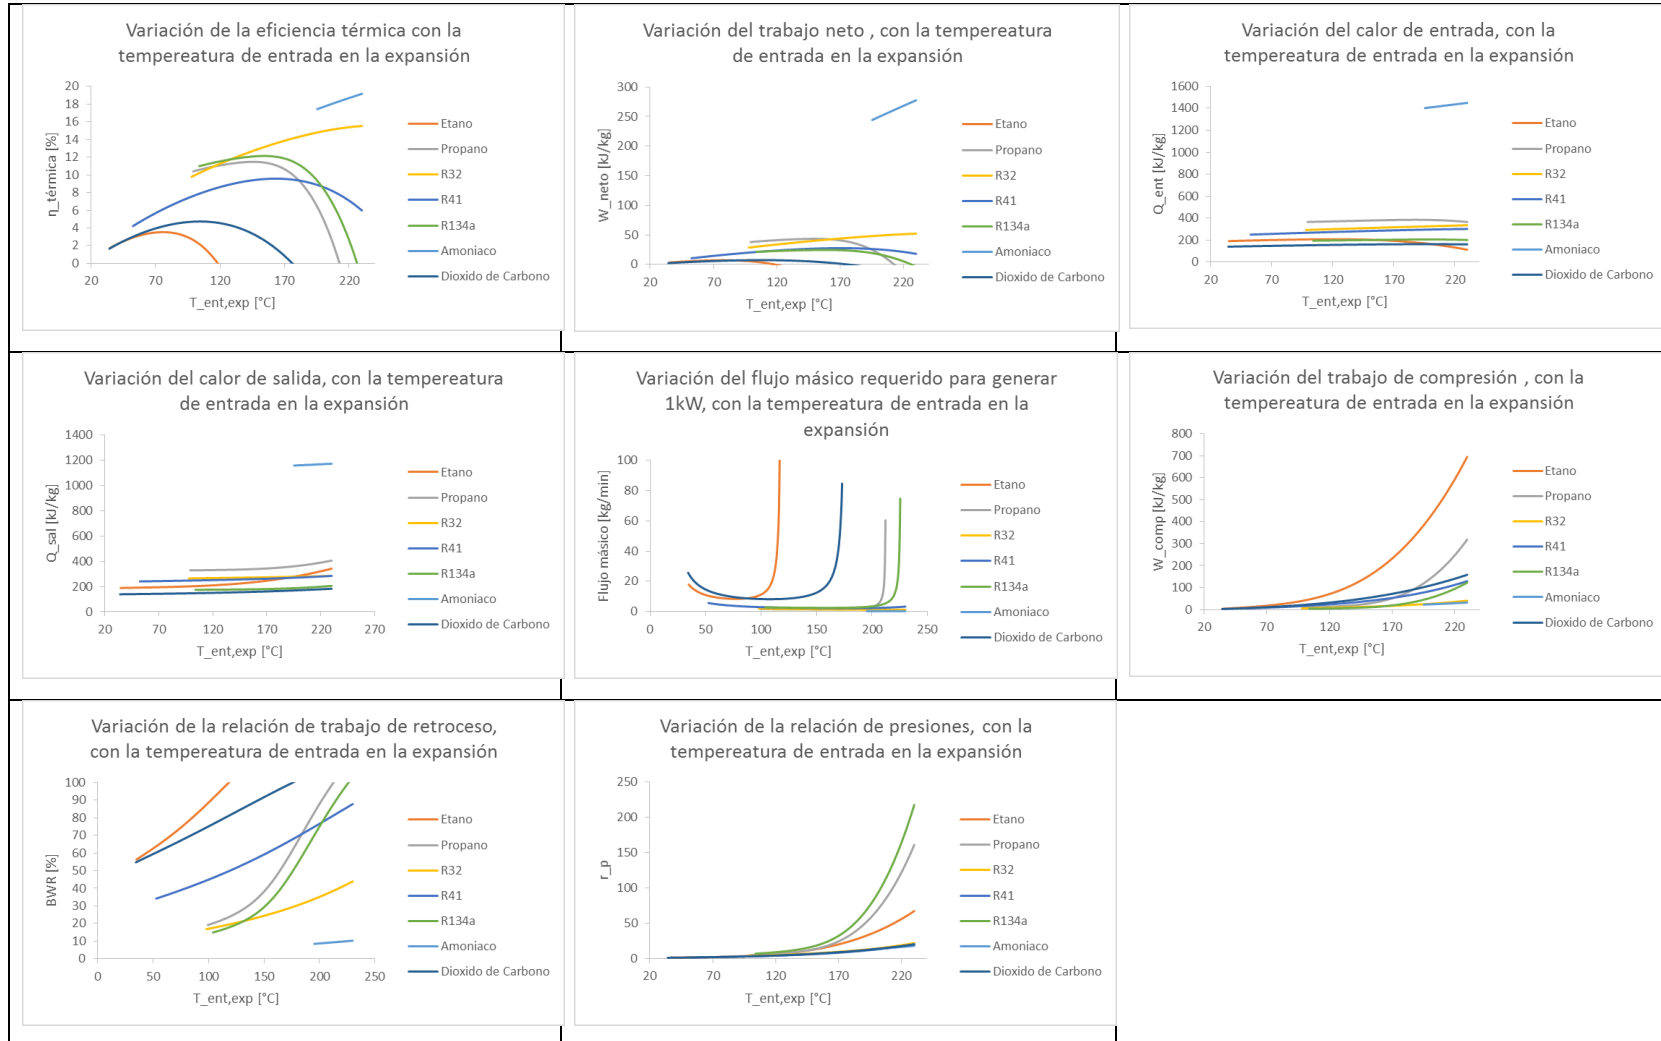 Variación de la eficiencia térmica con la
tempereatura de entrada en la expansión
20
18
16
14
12
10
8
6
4
2
0
η_térmica [%]
20
70
120
170
220
T_ent,exp [°C]
Etano
Propano
R32
R41
R134a
Amoniaco
Dioxido de Carbono
Variación del trabajo neto , con la tempereatura
de entrada en la expansión
300
250
200
150
100
50
0
W_neto [kJ/kg]
20
70
120
170
220
T_ent,exp [°C]
Etano
Propano
R32
R41
R134a
Amoniaco
Dioxido de Carbono
Variación del calor de entrada, con la
tempereatura de entrada en la expansión
1600
1400
1200
1000
800
600
400
200
0
Q_ent [kJ/kg]
20
70
120
170
220
T_ent,exp [°C]
Etano
Propano
R32
R41
R134a
Amoniaco
Dioxido de Carbono
Variación del calor de salida, con la tempereatura
de entrada en la expansión
1400
1200
1000
800
600
400
200
0
Q_sal [kJ/kg]
20
70
120
170
220
270
T_ent,exp [°C]
Etano
Propano
R32
R41
R134a
Amoniaco
Dioxido de Carbono
Variación del flujo másico requerido para generar
1kW, con la tempereatura de entrada en la
expansión
100
80
60
40
20
0
Flujo másico [kg/min]
0
50
100
150
200
250
T_ent,exp [°C]
Etano
Propano
R32
R41
R134a
Amoniaco
Dioxido de Carbono
Variación del trabajo de compresión , con la
tempereatura de entrada en la expansión
800
700
600
500
400
300
200
100
0
W_comp [kJ/kg]
20
70
120
170
220
T_ent,exp [°C]
Etano
Propano
R32
R41
R134a
Amoniaco
Dioxido de Carbono
Variación de la relación de trabajo de retroceso,
con la tempereatura de entrada en la expansión
100
90
80
70
60
50
40
30
20
10
0
BWR [%]
0
50
100
150
200
250
T_ent,exp [°C]
Etano
Propano
R32
R41
R134a
Amoniaco
Dioxido de Carbono
Variación de la relación de presiones, con la
tempereatura de entrada en la expansión
250
200
150
100
50
0
r_p
20
70
120
170
220
T_ent,exp [°C]
Etano
Propano
R32
R41
R134a
Amoniaco
Dioxido de Carbono